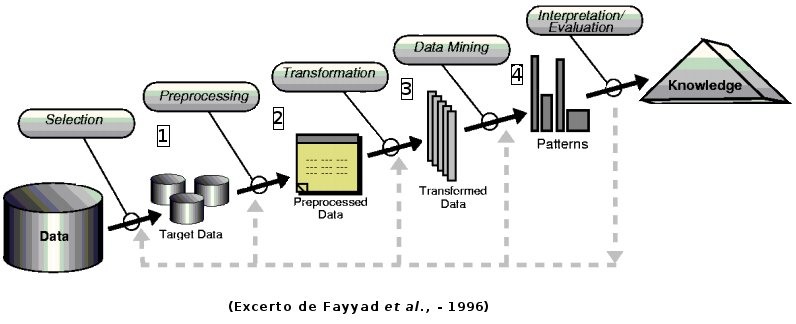 Interpretation/
Evaluation
Data Mining
4
Transformation
3
Knowledge
Preprocessing
2
Selection
1
Patterns
Transformed
Data
Preprocessed
Data
Target Data
Data
(Excerto de Fayyad et al., - 1996)